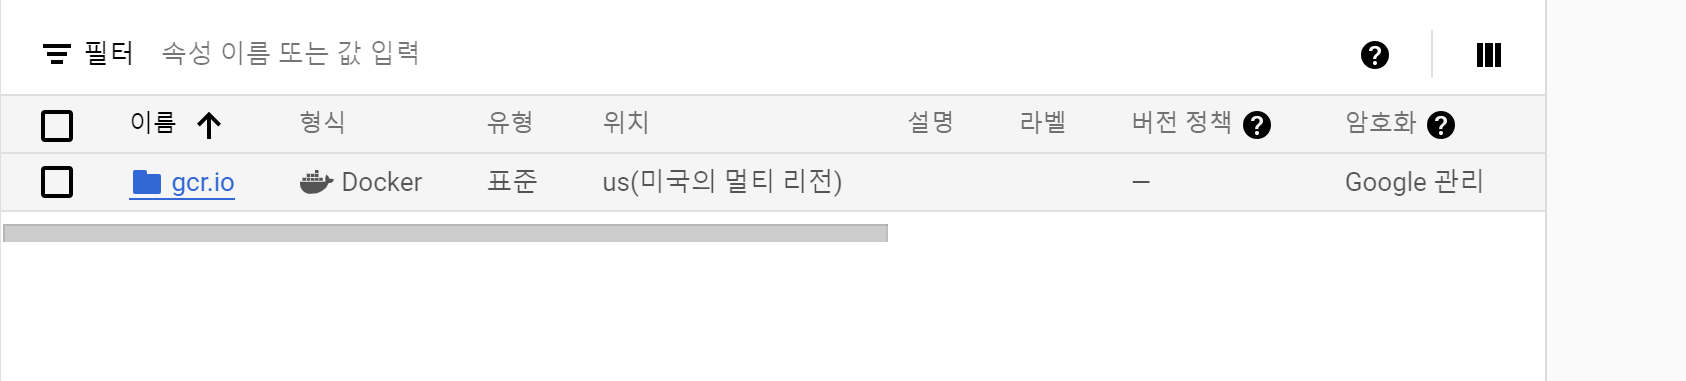 필터 속성 이름 또는 값 입력
이름 형식 유형 위치 설명 라벨 버전 정책 암호화
gcr.io Docker 표준 us(미국의 멀티 리전) — Google 관리